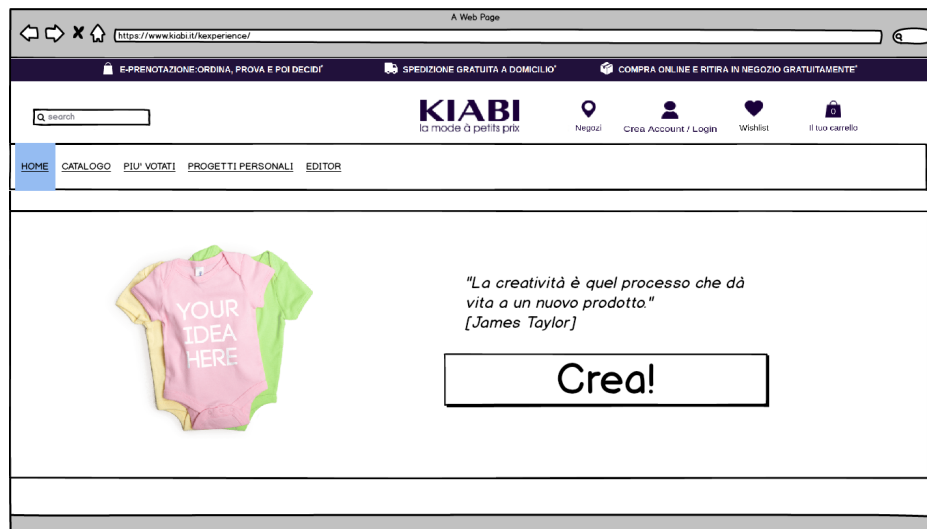 A Web Page
https://www.kiabi.it/kexperience/
E-PRENOTAZIONE:ORDINA, PROVA E POI DECIDI*
SPEDIZIONE GRATUITA A DOMICILIO*
COMPRA ONLINE E RITIRA IN NEGOZIO GRATUITAMENTE*
search
KIABI
la mode à petits prix
Negozi
Crea Account / Login
Wishlist
0
Il tuo carrello
HOME CATALOGO PIU' VOTATI PROGETTI PERSONALI EDITOR
YOUR
IDEA
HERE
"La creatività è quel processo che dà
vita a un nuovo prodotto."
[James Taylor]
Crea!